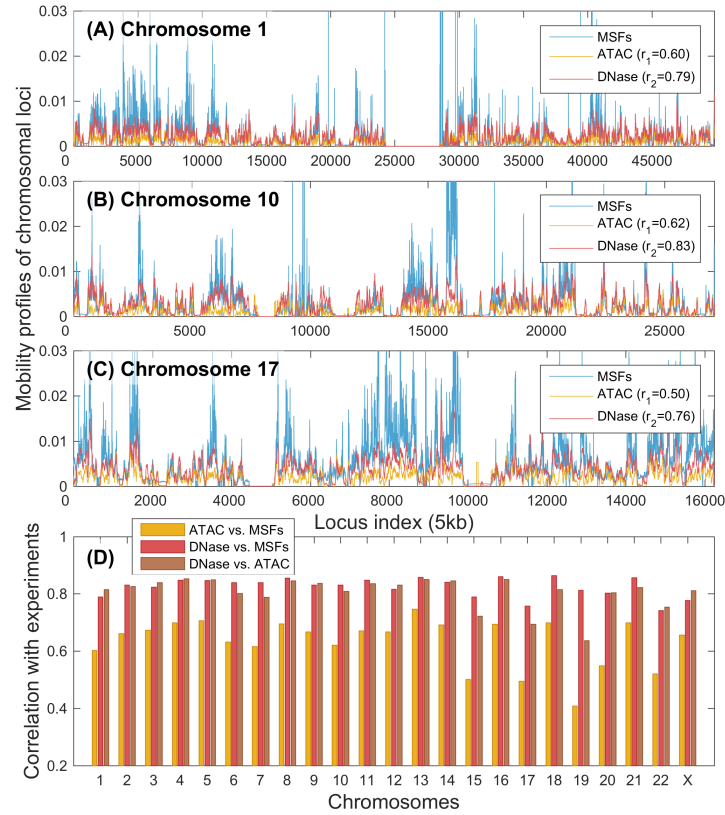 Mobility profiles of chromosomal loci
0.03
0.02
0.01
0
(A) Chromosome 1
MSFs
ATAC (r1=0.60)
DNase (r2=0.79)
0 5000 10000 15000 20000 25000 30000 35000 40000 45000
0.03
0.02
0.01
0
(B) Chromosome 10
MSFs
ATAC (r1=0.62)
DNase (r2=0.83)
5000 10000 15000 20000 25000
0.03
0.02
0.01
0
(C) Chromosome 17
MSFs
ATAC (r1=0.50)
DNase (r2=0.76)
0 2000 4000 6000 8000 10000 12000 14000 16000
Locus index (5kb)
Correlation with experiments
1
0.8
0.6
0.4
0.2
(D)
ATAC vs. MSFs
DNase vs. MSFs
DNase vs. ATAC
1 2 3 4 5 6 7 8 9 10 11 12 13 14 15 16 17 18 19 20 21 22 X
Chromosomes